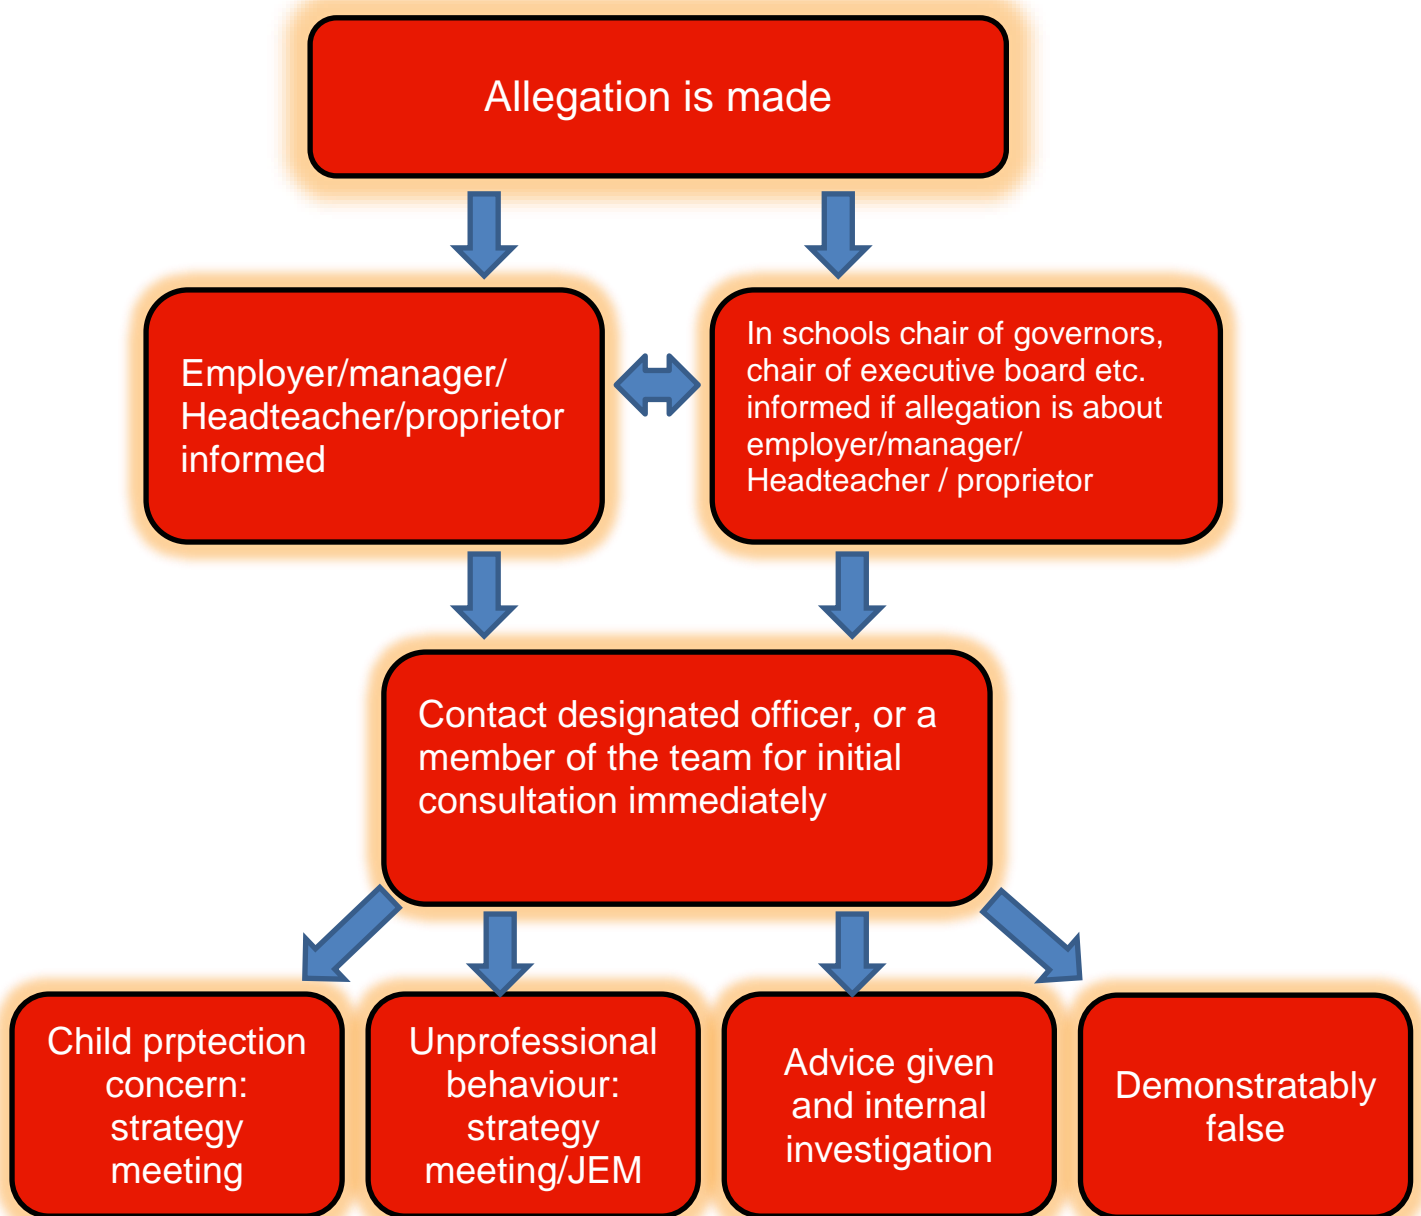 Allegation is made
Employer/manager/
Headteacher/proprietor
informed
In schools chair of governors,
chair of executive board etc.
informed if allegation is about
employer/manager/
Headteacher / proprietor
Contact designated officer, or a
member of the team for initial
consultation immediately
Child prptection
concern:
strategy
meeting
Unprofessional
behaviour:
strategy
meeting/JEM
Advice given
and internal
investigation
Demonstratably
false